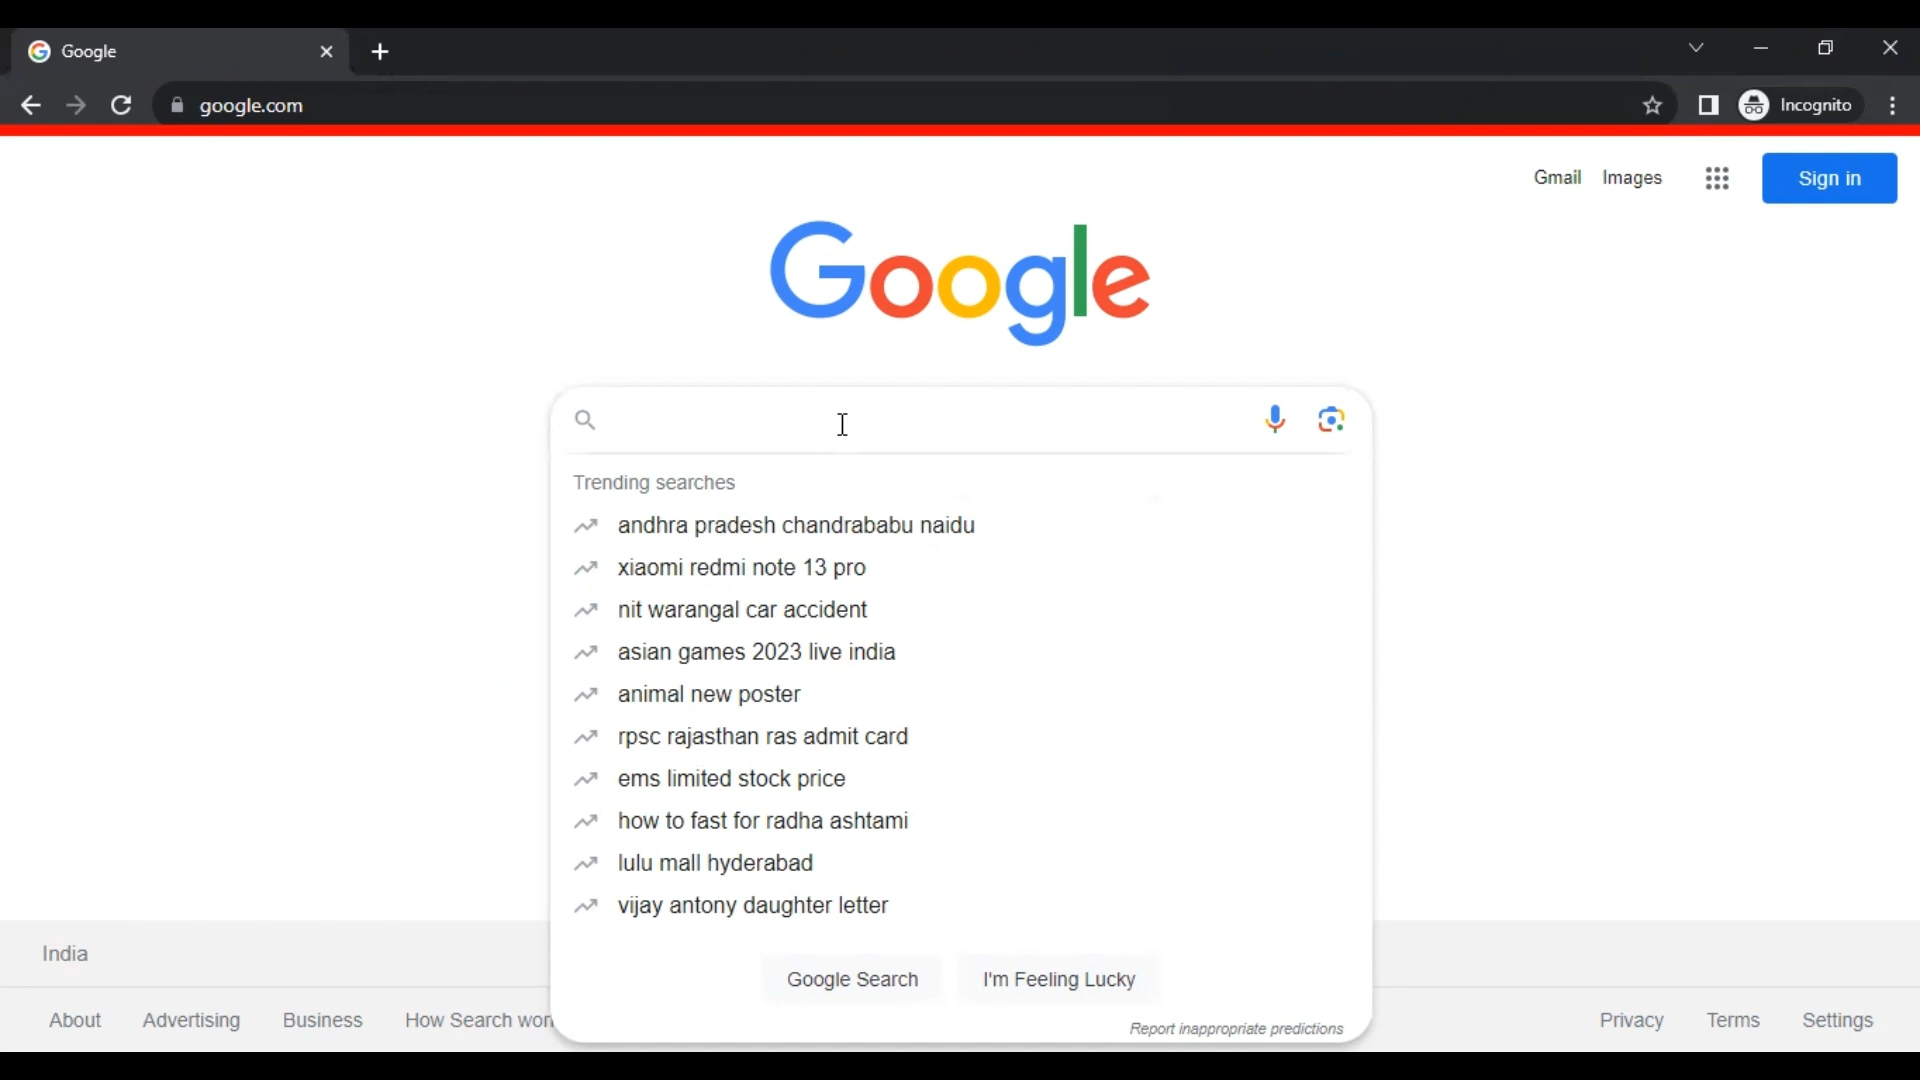 Google
google.com
Incognito
Gmail Images Sign in
Google
Trending searches
andhra pradesh chandrababu naidu
xiaomi redmi note 13 pro
nit warangal car accident
asian games 2023 live india
animal new poster
rpsc rajasthan ras admit card
ems limited stock price
how to fast for radha ashtami
lulu mall hyderabad
vijay antony daughter letter
India
Google Search I'm Feeling Lucky
About Advertising Business How Search wor Privacy Terms Settings
Report inappropriate predictions